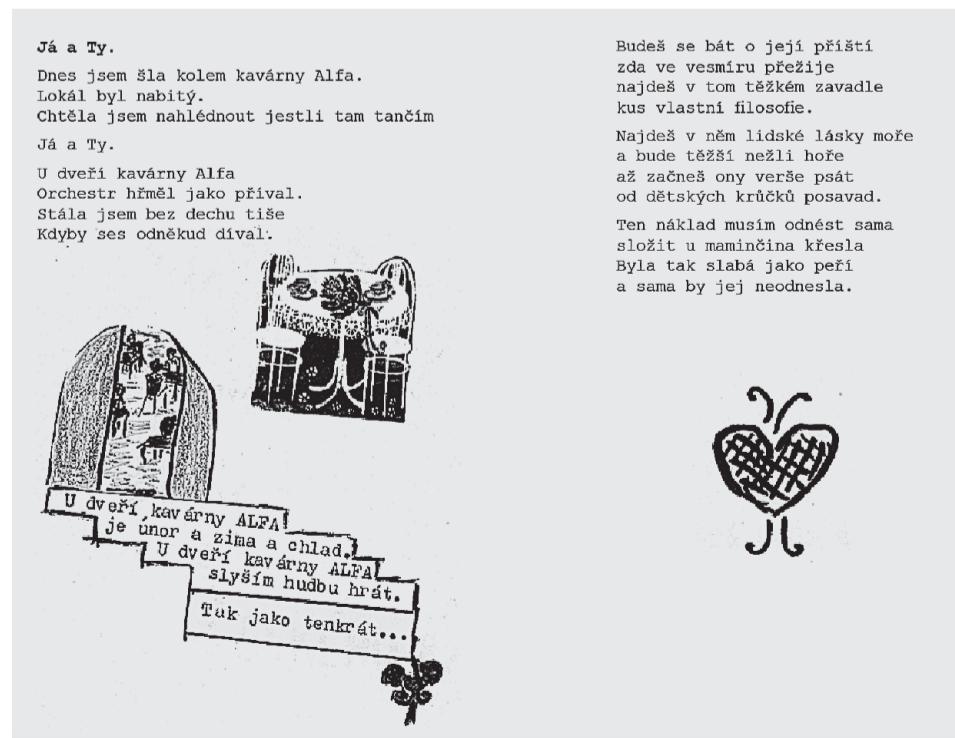 Já a Ty.
Dnes jsem šla kolem kavárny Alfa.
Lokál byl nabitý.
Chtěla jsem nahlédnout jestli tam tančím
Já a Ty.
U dveří kavárny Alfa
Orchestr hřměl jako příval.
Stála jsem bez dechu tiše
Kdyby ses odněkud díval.
U dveří kavárny ALFA
je únor a zima a chlad.
U dveří kavárny ALFA
slyším hudbu hrát.
Tak jako tenkrát...
Budeš se bát o její příští
zda ve vesmíru přežije
najdeš v tom těžkém zavadle
kus vlastní filosofie.
Najdeš v něm lidské lásky moře
a bude těžší nežli hoře
až začneš ony verše psát
od dětských krůčků posavad.
Ten náklad musím odnést sama
složit u maminčina křesla
Byla tak slabá jako peří
a sama by jej neodnesla.